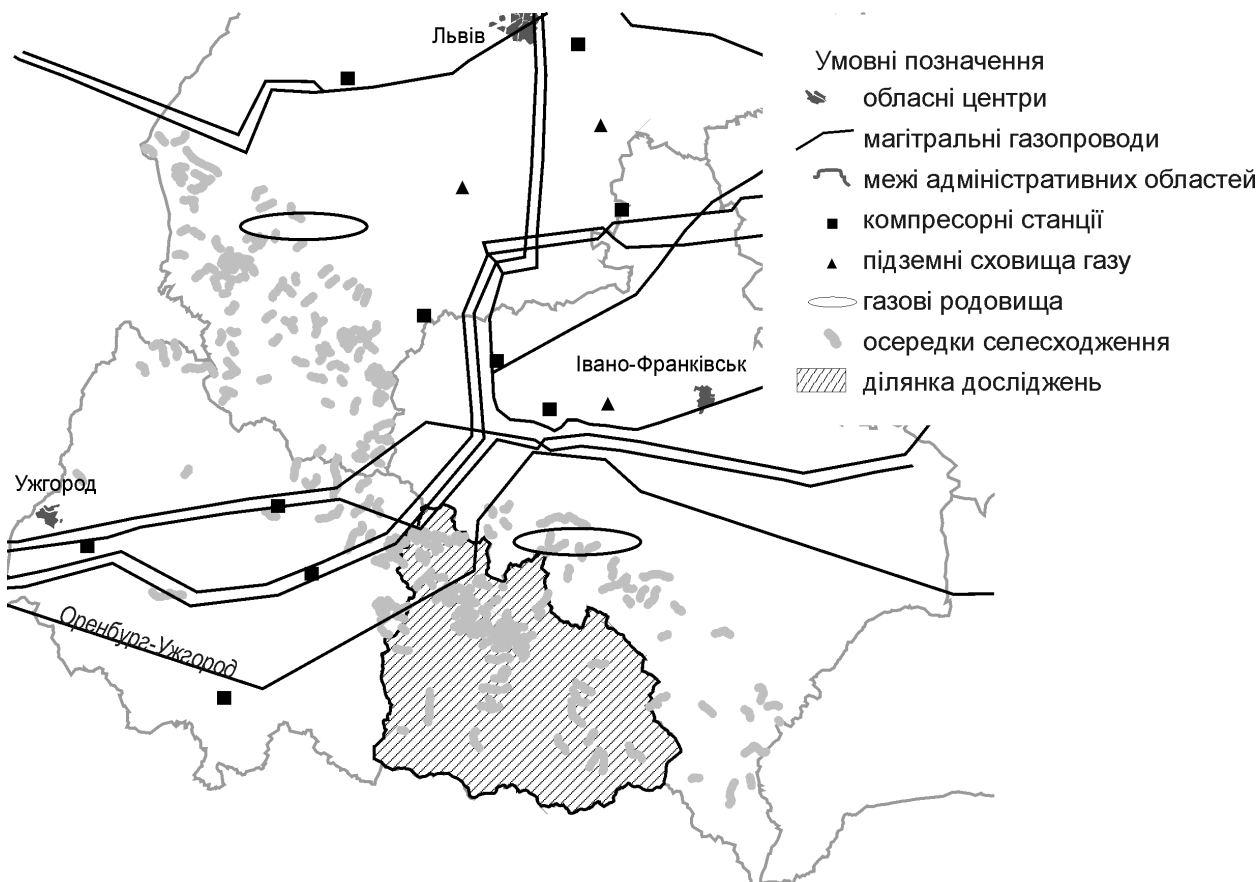 Львів
Умовні позначення
обласні центри
магітральні газопроводи
межі адміністративних областей
компресорні станції
підземні сховища газу
газові родовища
осередки селесходження
ділянка досліджень
Івано-Франківськ
Ужгород
Оренбург-Ужгород